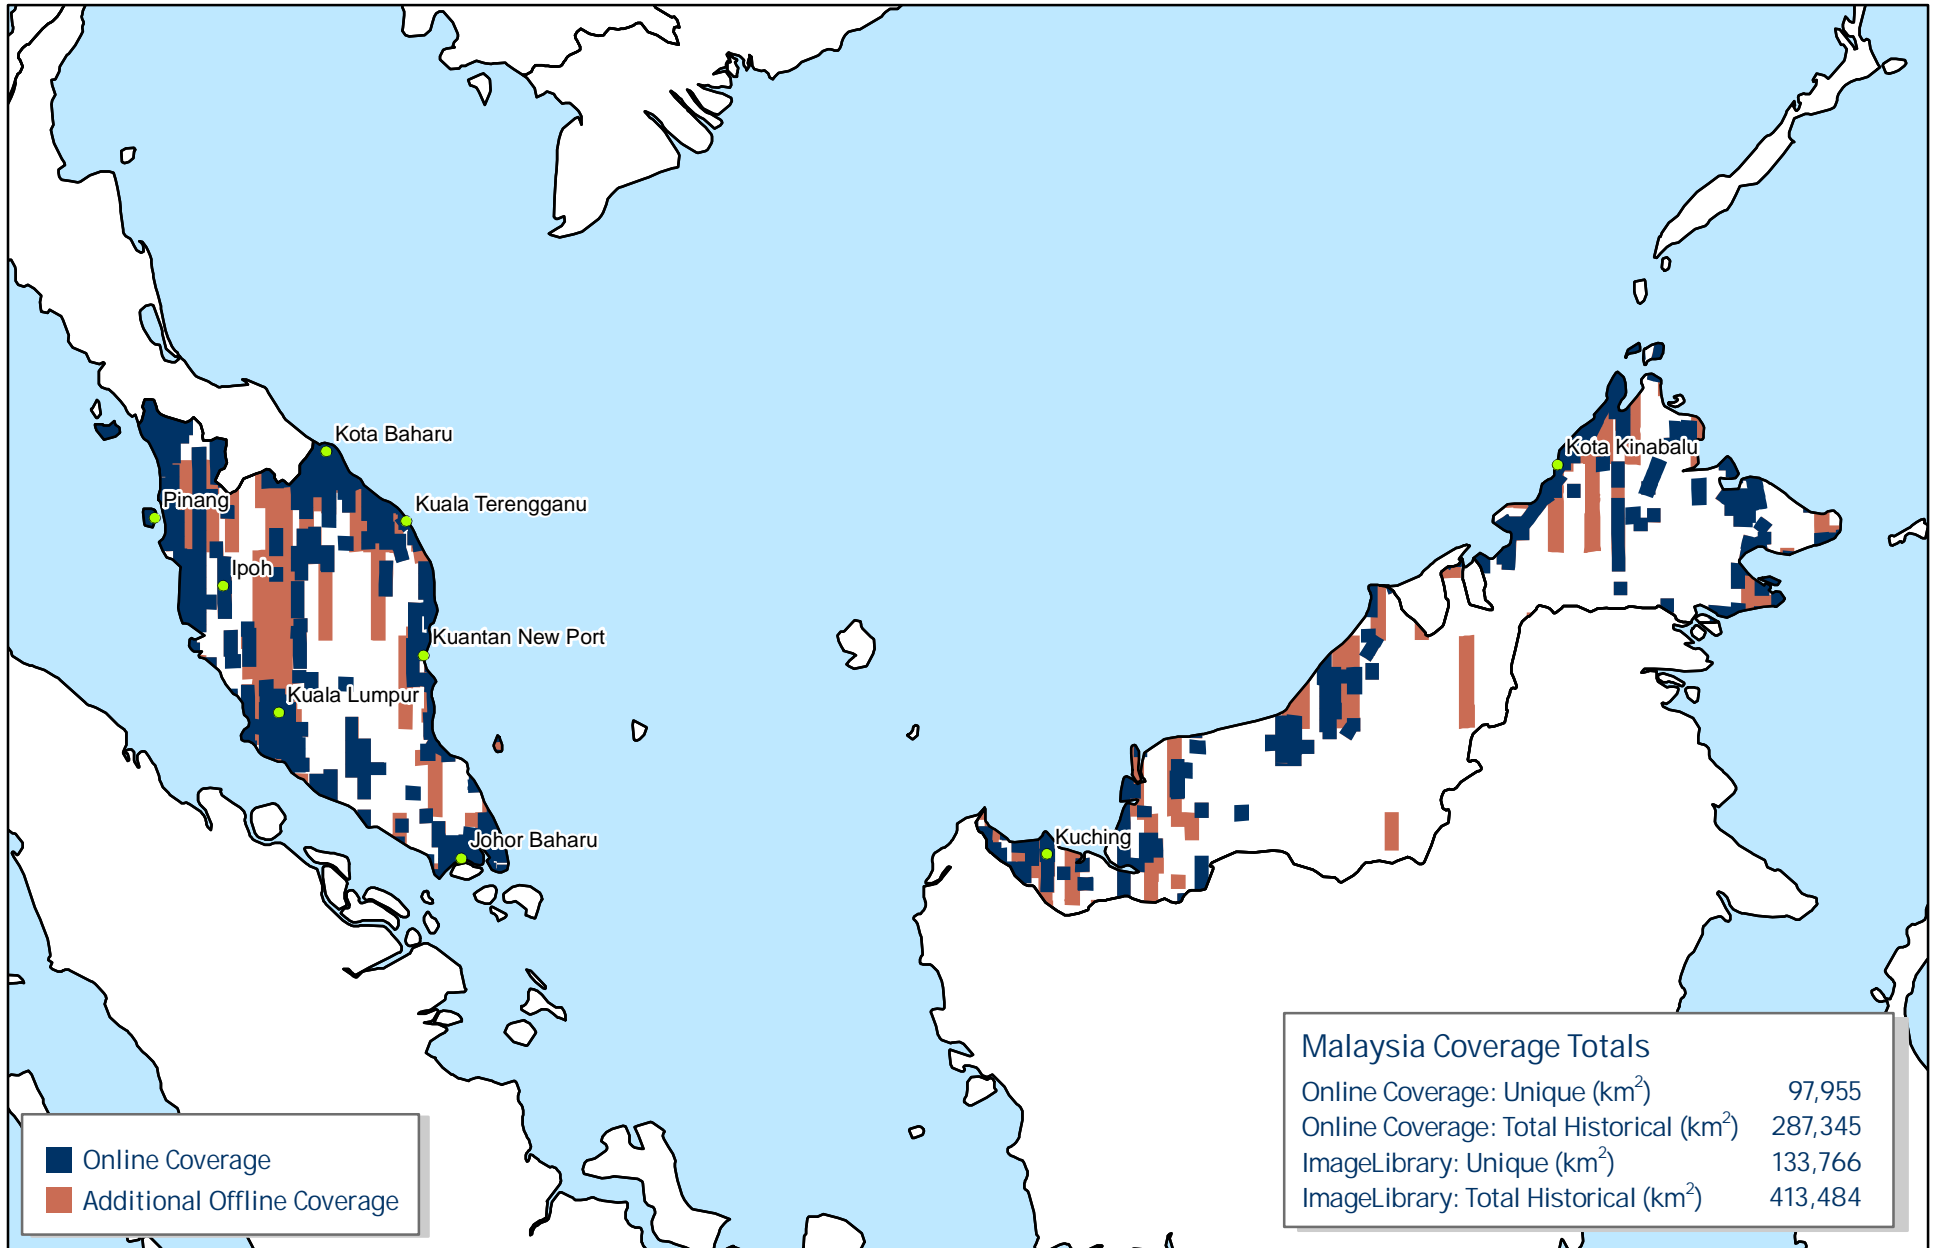 Kota Baharu
Kota Kinabalu
Pinang
Kuala Terengganu
Ipoh
Kuantan New Port
Kuala Lumpur
Johor Baharu
Kuching
Malaysia Coverage Totals
Online Coverage: Unique (km²) 97,955
Online Coverage: Total Historical (km²) 287,345
ImageLibrary: Unique (km²) 133,766
ImageLibrary: Total Historical (km²) 413,484
Online Coverage
Additional Offline Coverage